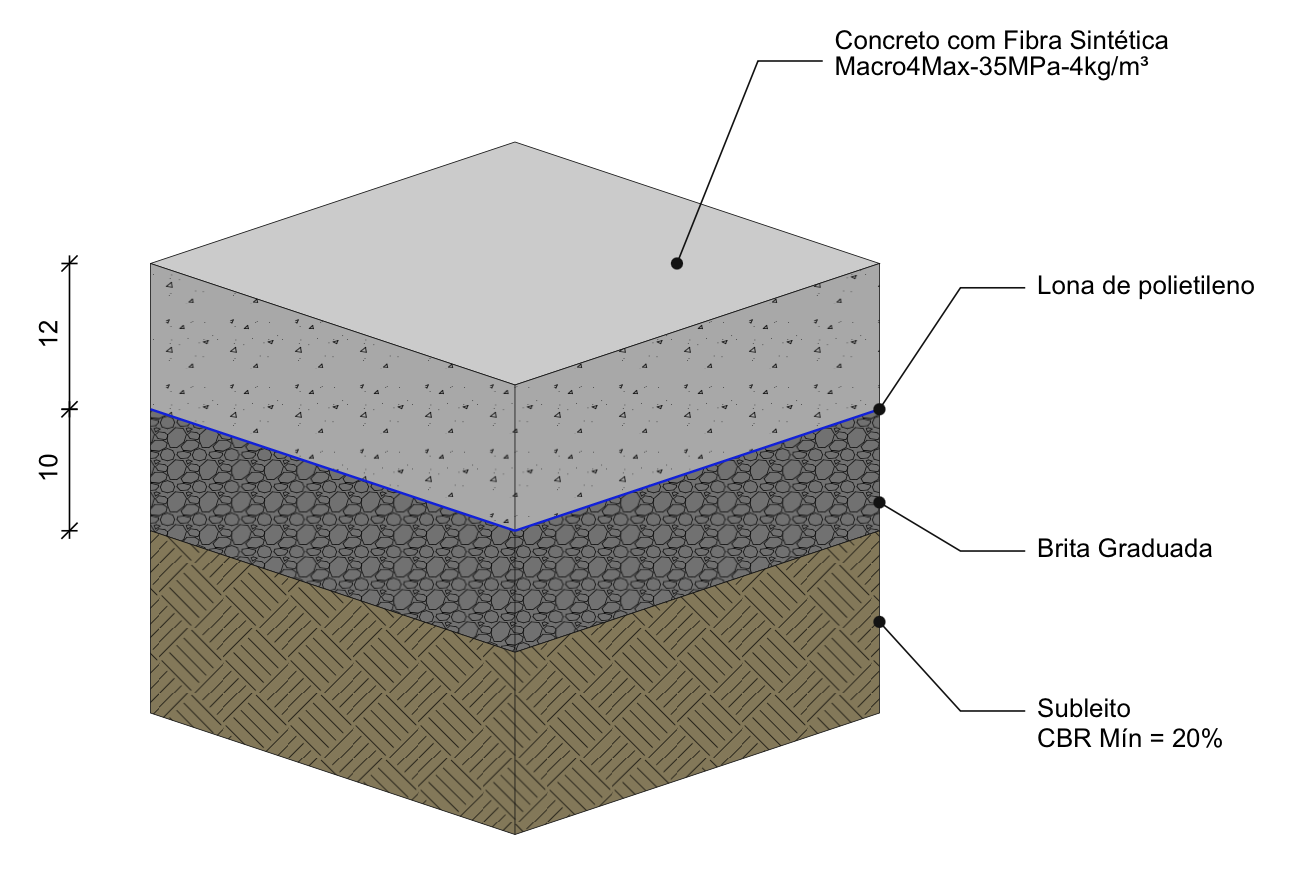 Concreto com Fibra Sintética
Macro4Max-35MPa-4kg/m³
Lona de polietileno
12
10
Brita Graduada
Subleito
CBR Mín = 20%